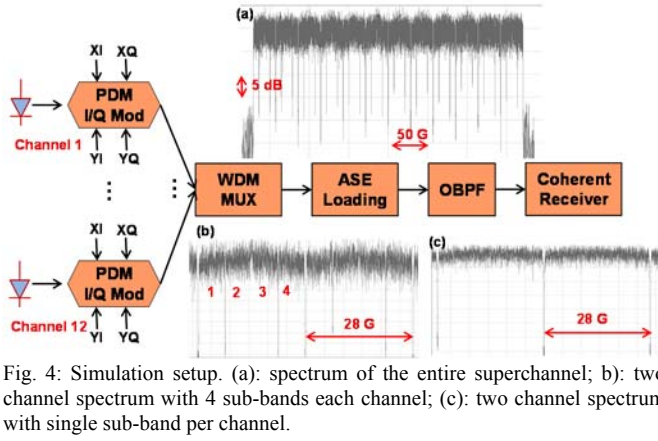 (a)
XI XQ
PDM
I/Q Mod
Channel 1
YI YQ
5 dB
50 G
WDM
MUX
ASE
Loading
OBPF
Coherent
Receiver
XI XQ
PDM
I/Q Mod
Channel 12
YI YQ
(b)
1 2 3 4
28 G
(c)
28 G
Fig. 4: Simulation setup. (a): spectrum of the entire superchannel; b): two
channel spectrum with 4 sub-bands each channel; (c): two channel spectrum
with single sub-band per channel.